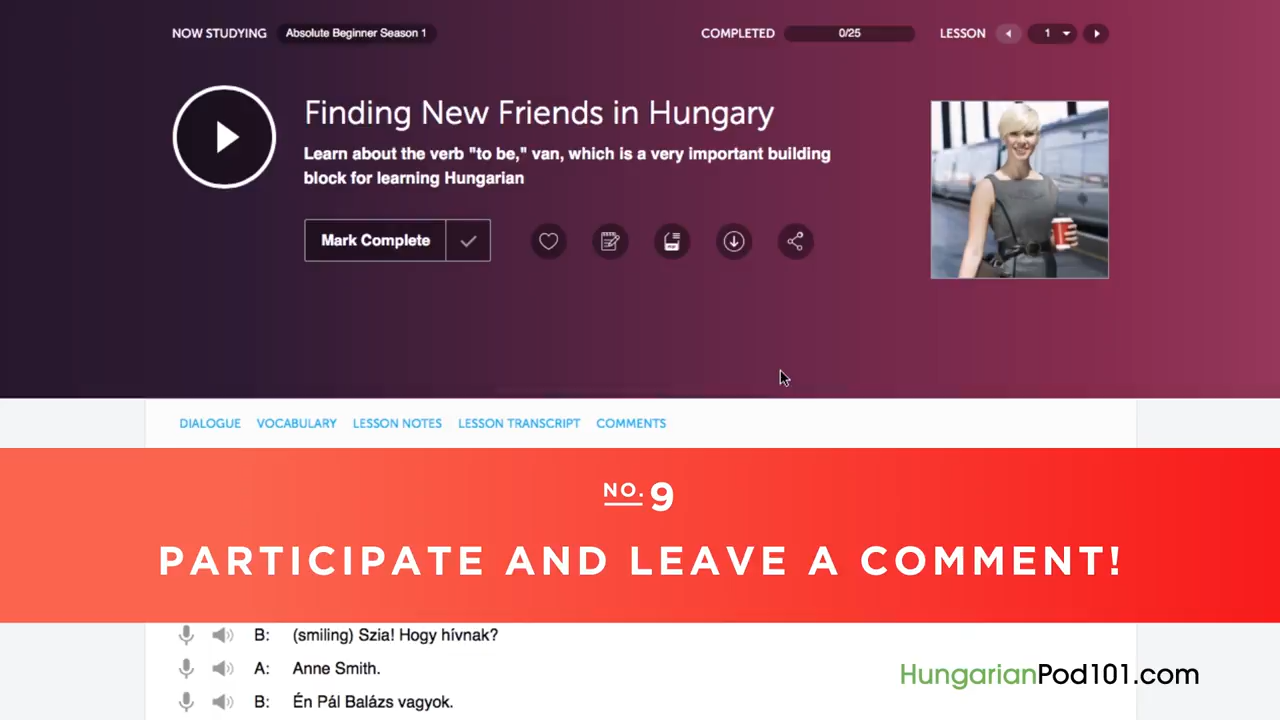 NOW STUDYING Absolute Beginner Season 1 COMPLETED 0/25 LESSON 1
Finding New Friends in Hungary
Learn about the verb "to be," van, which is a very important building
block for learning Hungarian
Mark Complete
DIALOGUE VOCABULARY LESSON NOTES LESSON TRANSCRIPT COMMENTS
NO. 9
PARTICIPATE AND LEAVE A COMMENT!
B: (smiling) Szia! Hogy hívnak?
A: Anne Smith.
B: Én Pál Balázs vagyok.
HungarianPod101.com